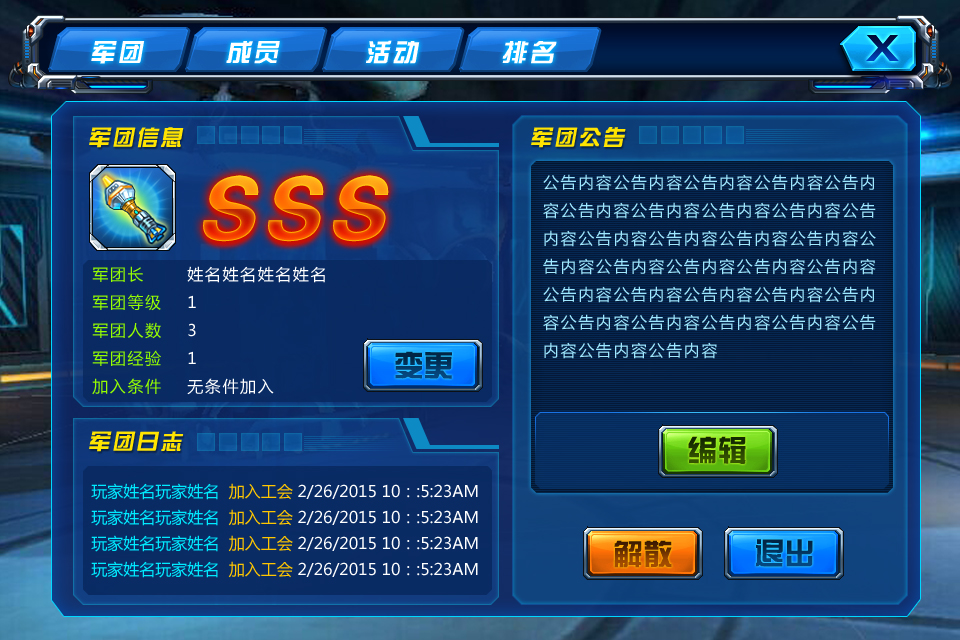 军团 成员 活动 排名 X
军团信息
SSS
军团长 姓名姓名姓名姓名
军团等级 1
军团人数 3
军团经验 1
加入条件 无条件加入
变更
军团日志
玩家姓名玩家姓名 加入工会 2/26/2015 10：:5:23AM
玩家姓名玩家姓名 加入工会 2/26/2015 10：:5:23AM
玩家姓名玩家姓名 加入工会 2/26/2015 10：:5:23AM
玩家姓名玩家姓名 加入工会 2/26/2015 10：:5:23AM
军团公告
公告内容公告内容公告内容公告内容公告内
容公告内容公告内容公告内容公告内容公告
内容公告内容公告内容公告内容公告内容公
告内容公告内容公告内容公告内容公告内容
公告内容公告内容公告内容公告内容公告内
容公告内容公告内容公告内容公告内容公告
内容公告内容公告内容
编辑
解散 退出